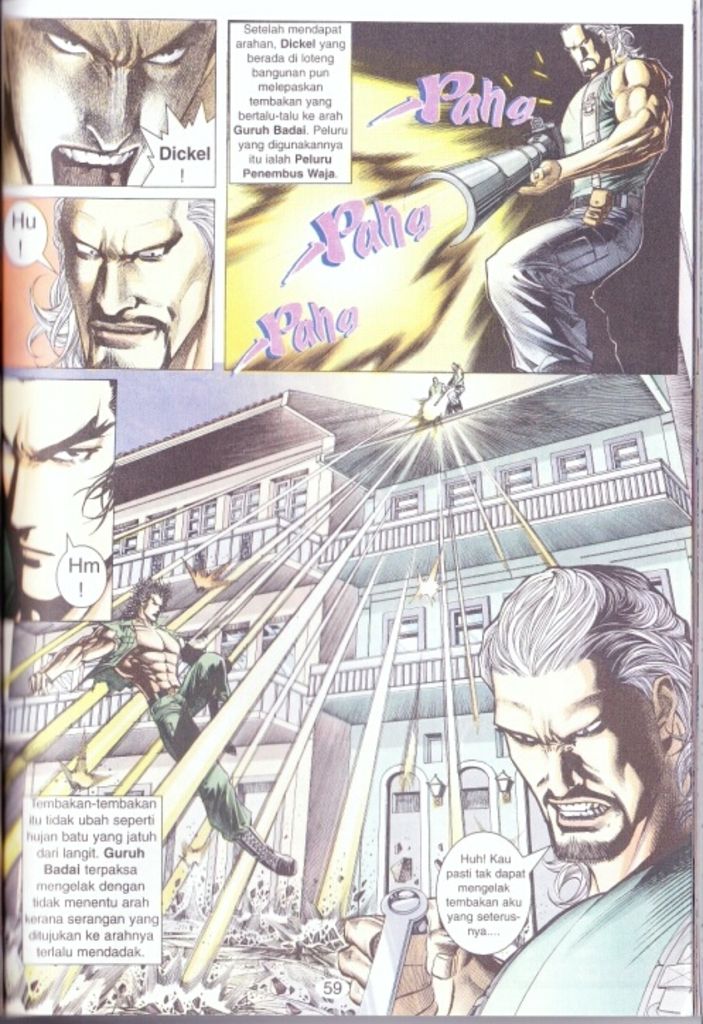 Dickel
!
Setelah mendapat
arahan, Dickel yang
berada di loteng
bangunan pun
melepaskan
tembakan yang
bertalu-talu ke arah
Guruh Badai. Peluru
yang digunakannya
itu ialah Peluru
Penembus Waja.
Pang
Pang
Pang
Hu
!
Hm
!
Tembakan-tembakan
itu tidak ubah seperti
hujan batu yang jatuh
dari langit. Guruh
Badai terpaksa
mengelak dengan
tidak menentu arah
kerana serangan yang
ditujukan ke arahnya
terlalu mendadak.
Huh! Kau
pasti tak dapat
mengelak
tembakan aku
yang seterus-
nya....
59